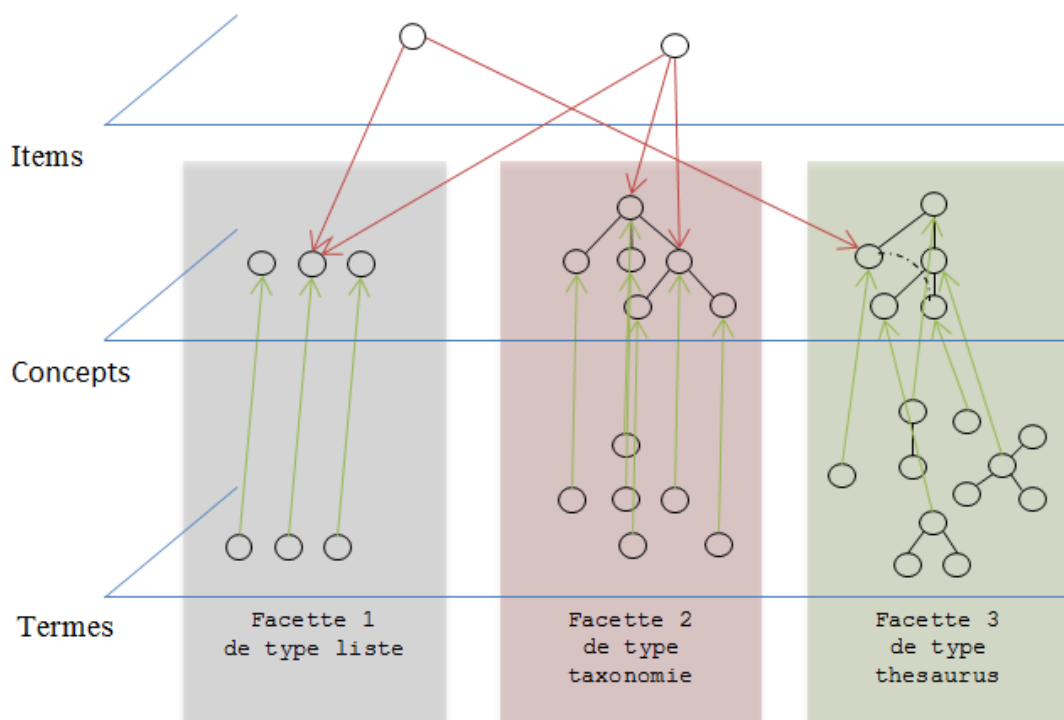 Items
Concepts
Termes
Facette 1
de type liste
Facette 2
de type
taxonomie
Facette 3
de type
thesaurus